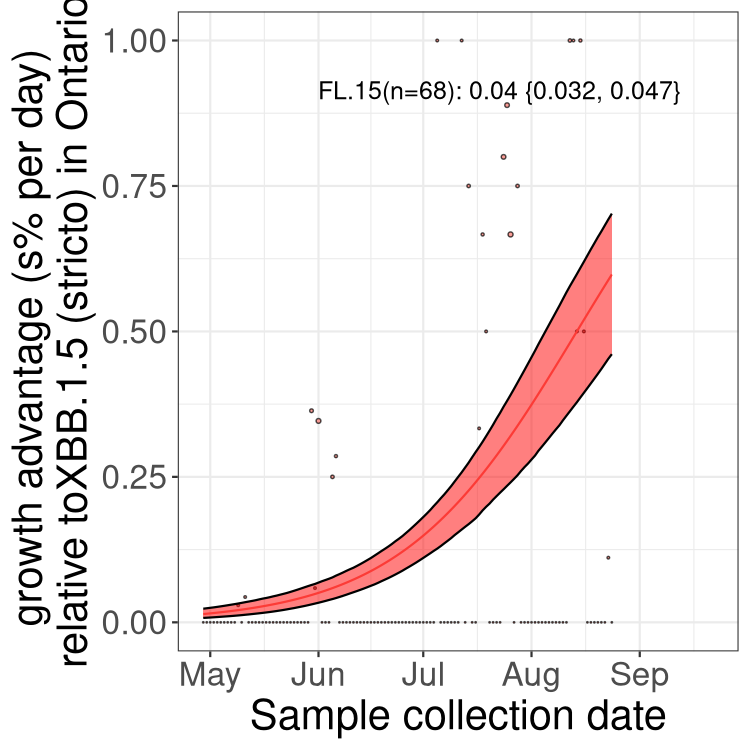 growth advantage (s% per day)
relative toXBB.1.5 (stricto) in Ontario
1.00
0.75
0.50
0.25
0.00
FL.15(n=68): 0.04 {0.032, 0.047}
May Jun Jul Aug Sep
Sample collection date